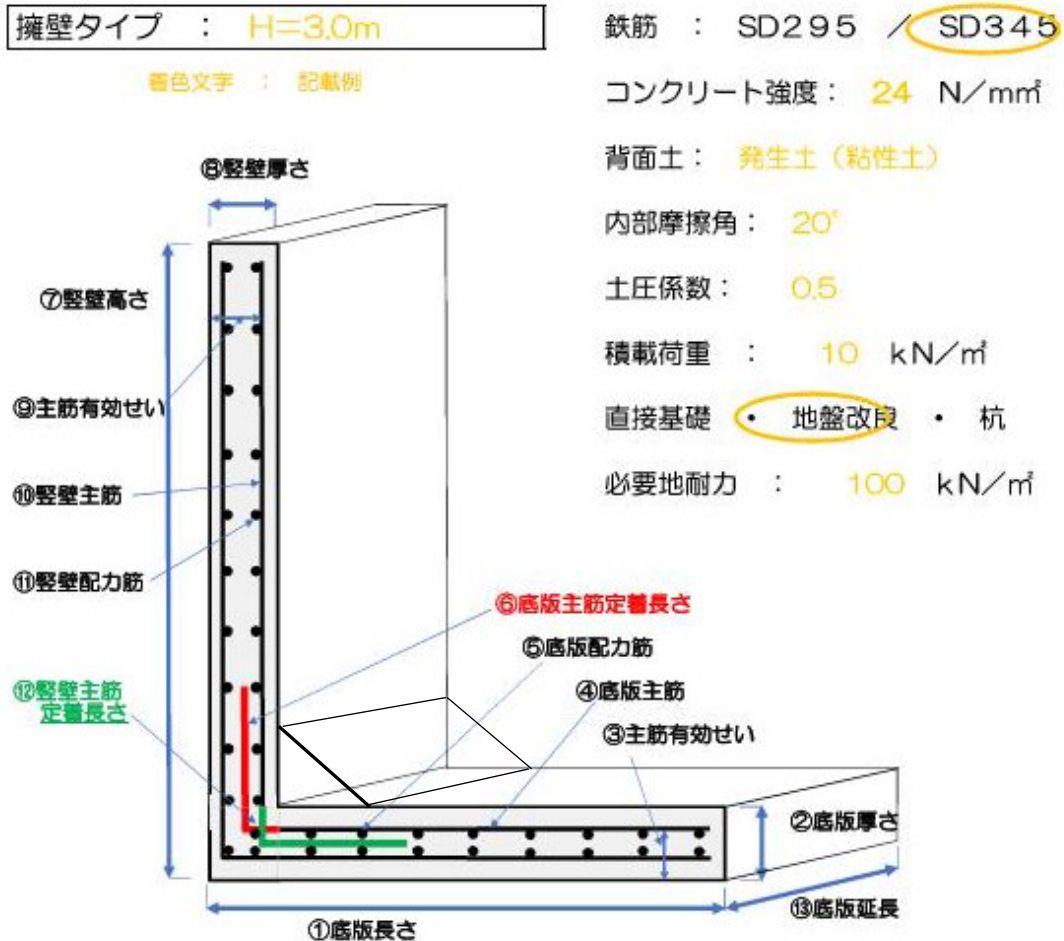 擁壁タイプ ： H=3.0m
着色文字 ： 記載例
鉄筋 ： SD295 ／ SD345
コンクリート強度： 24 N／m㎡
背面土： 発生土（粘性土）
内部摩擦角： 20°
土圧係数： 0.5
積載荷重 ： 10 kN／㎡
直接基礎 ・ 地盤改良 ・ 杭
必要地耐力 ： 100 kN／㎡
⑧竪壁厚さ
⑦竪壁高さ
⑨主筋有効せい
⑩竪壁主筋
⑪竪壁配力筋
⑥底版主筋定着長さ
⑤底版配力筋
④底版主筋
③主筋有効せい
⑫竪壁主筋
定着長さ
②底版厚さ
⑬底版延長
①底版長さ